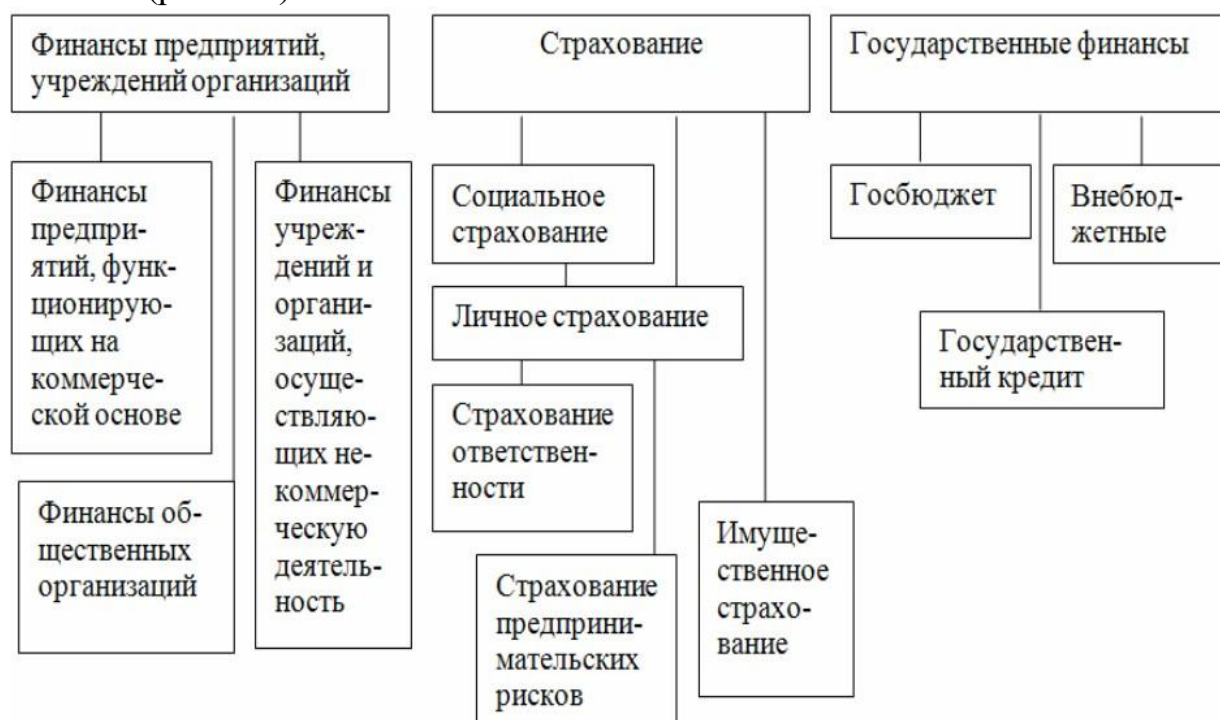 Финансы предприятий,
учреждений организаций
Страхование
Государственные финансы
Финансы
предпри-
ятий, функ-
ционирую-
щих на
коммерче-
ской основе
Финансы
учреж-
дений и
органи-
заций,
осуще-
ствляю-
щих не-
коммер-
ческую
деятель-
ность
Финансы об-
щественных
организаций
Социальное
страхование
Личное страхование
Страхование
ответствен-
ности
Страхование
предприни-
мательских
рисков
Имуще-
ственное
страхо-
вание
Госбюджет
Внебюд-
жетные
Государствен-
ный кредит